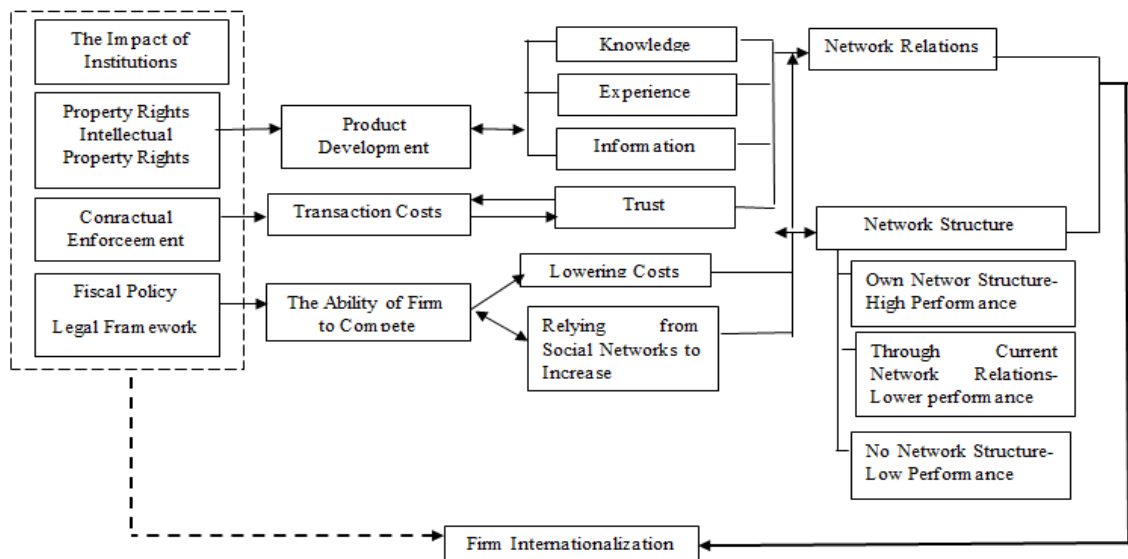 The Impact of
Institutions
Property Rights
Intellectual
Property Rights
Conractual
Enforceement
Fiscal Policy
Legal Framework
Product
Development
Transaction Costs
The Ability of Firm
to Compete
Knowledge
Experience
Information
Trust
Lowering Costs
Relying from
Social Networks to
Increase
Network Relations
Network Structure
Own Networ Structure-
High Performance
Through Current
Network Relations-
Lower performance
No Network Structure-
Low Performance
Firm Internationalization